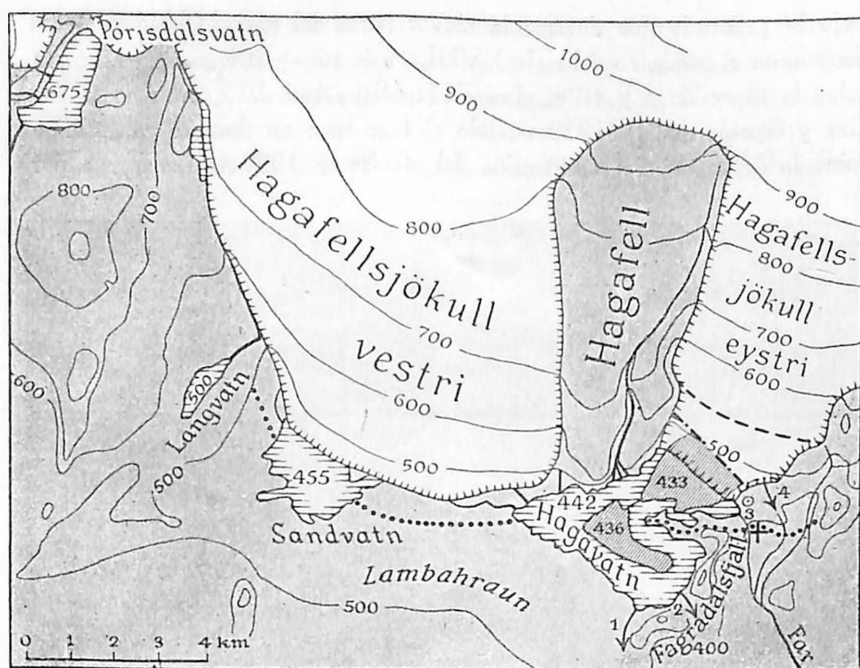 Þórisdalsvatn
675
1000
900
800
700
600
Hagafellsjökull
vestri
800
700
600
500
Hagafell
900
Hagafells-
800
jökull
700
eystri
600
500
500
Langvatn
500
455
Sandvatn
442
433
436
Hagavatn
3
4
Fagradalsfjall
Lambahraun
500
1
2
400
Far
0 1 2 3 4 km